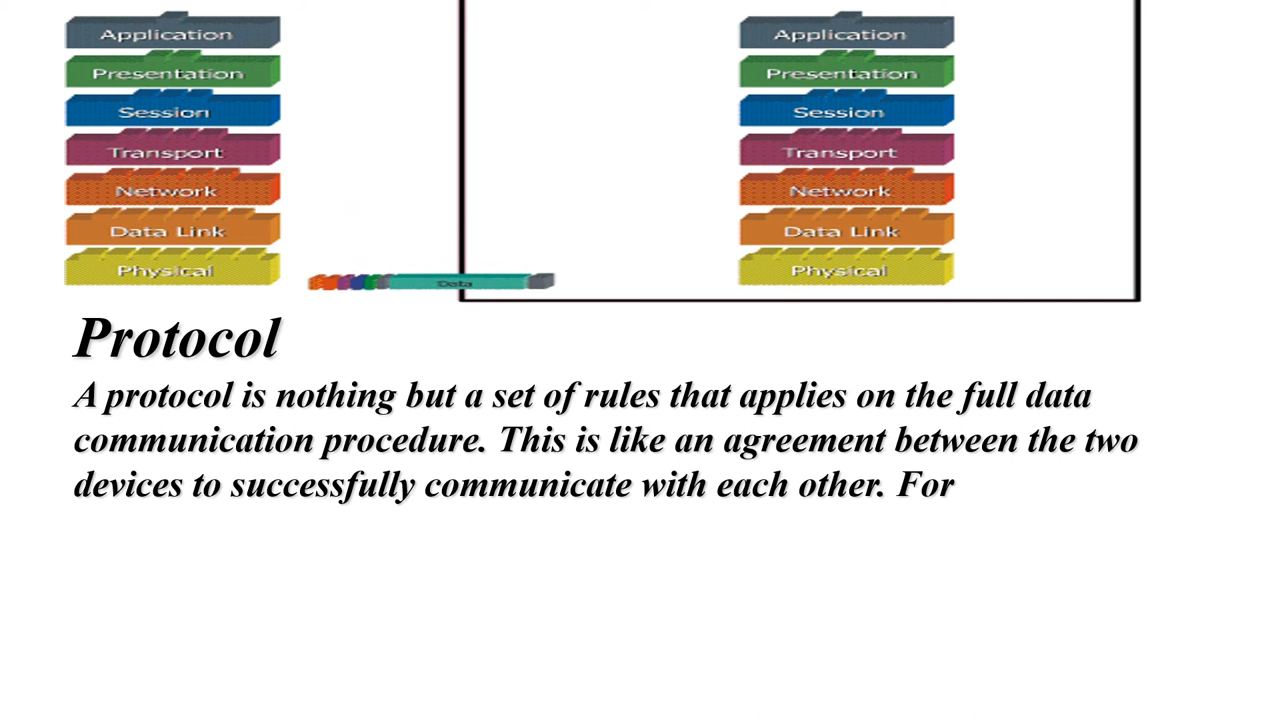 Application
Presentation
Session
Transport
Network
Data Link
Physical
Application
Presentation
Session
Transport
Network
Data Link
Physical
Data
Protocol
A protocol is nothing but a set of rules that applies on the full data
communication procedure. This is like an agreement between the two
devices to successfully communicate with each other. For